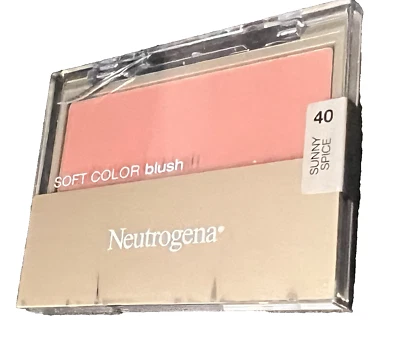 SOFT COLOR blush
Neutrogena®
40
SUNNY
SPICE